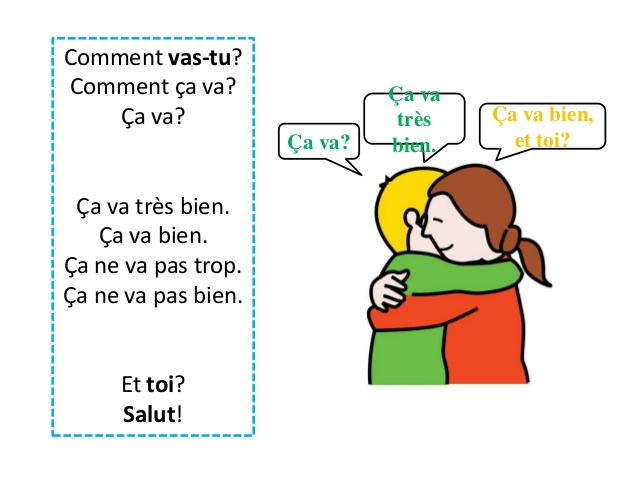 Comment vas-tu?
Comment ça va?
Ça va?
Ça va très bien.
Ça va bien.
Ça ne va pas trop.
Ça ne va pas bien.
Et toi?
Salut!
Ça va?
Ça va
très
bien.
Ça va bien,
et toi?